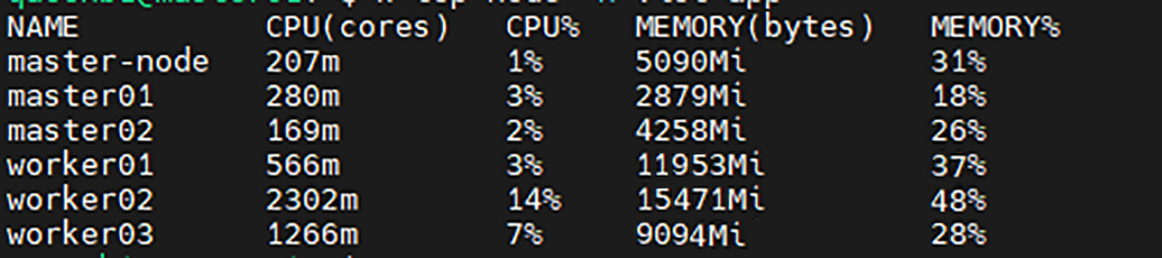 NAME CPU(cores) CPU% MEMORY(bytes) MEMORY%
master-node 207m 1% 5090Mi 31%
master01 280m 3% 2879Mi 18%
master02 169m 2% 4258Mi 26%
worker01 566m 3% 11953Mi 37%
worker02 2302m 14% 15471Mi 48%
worker03 1266m 7% 9094Mi 28%